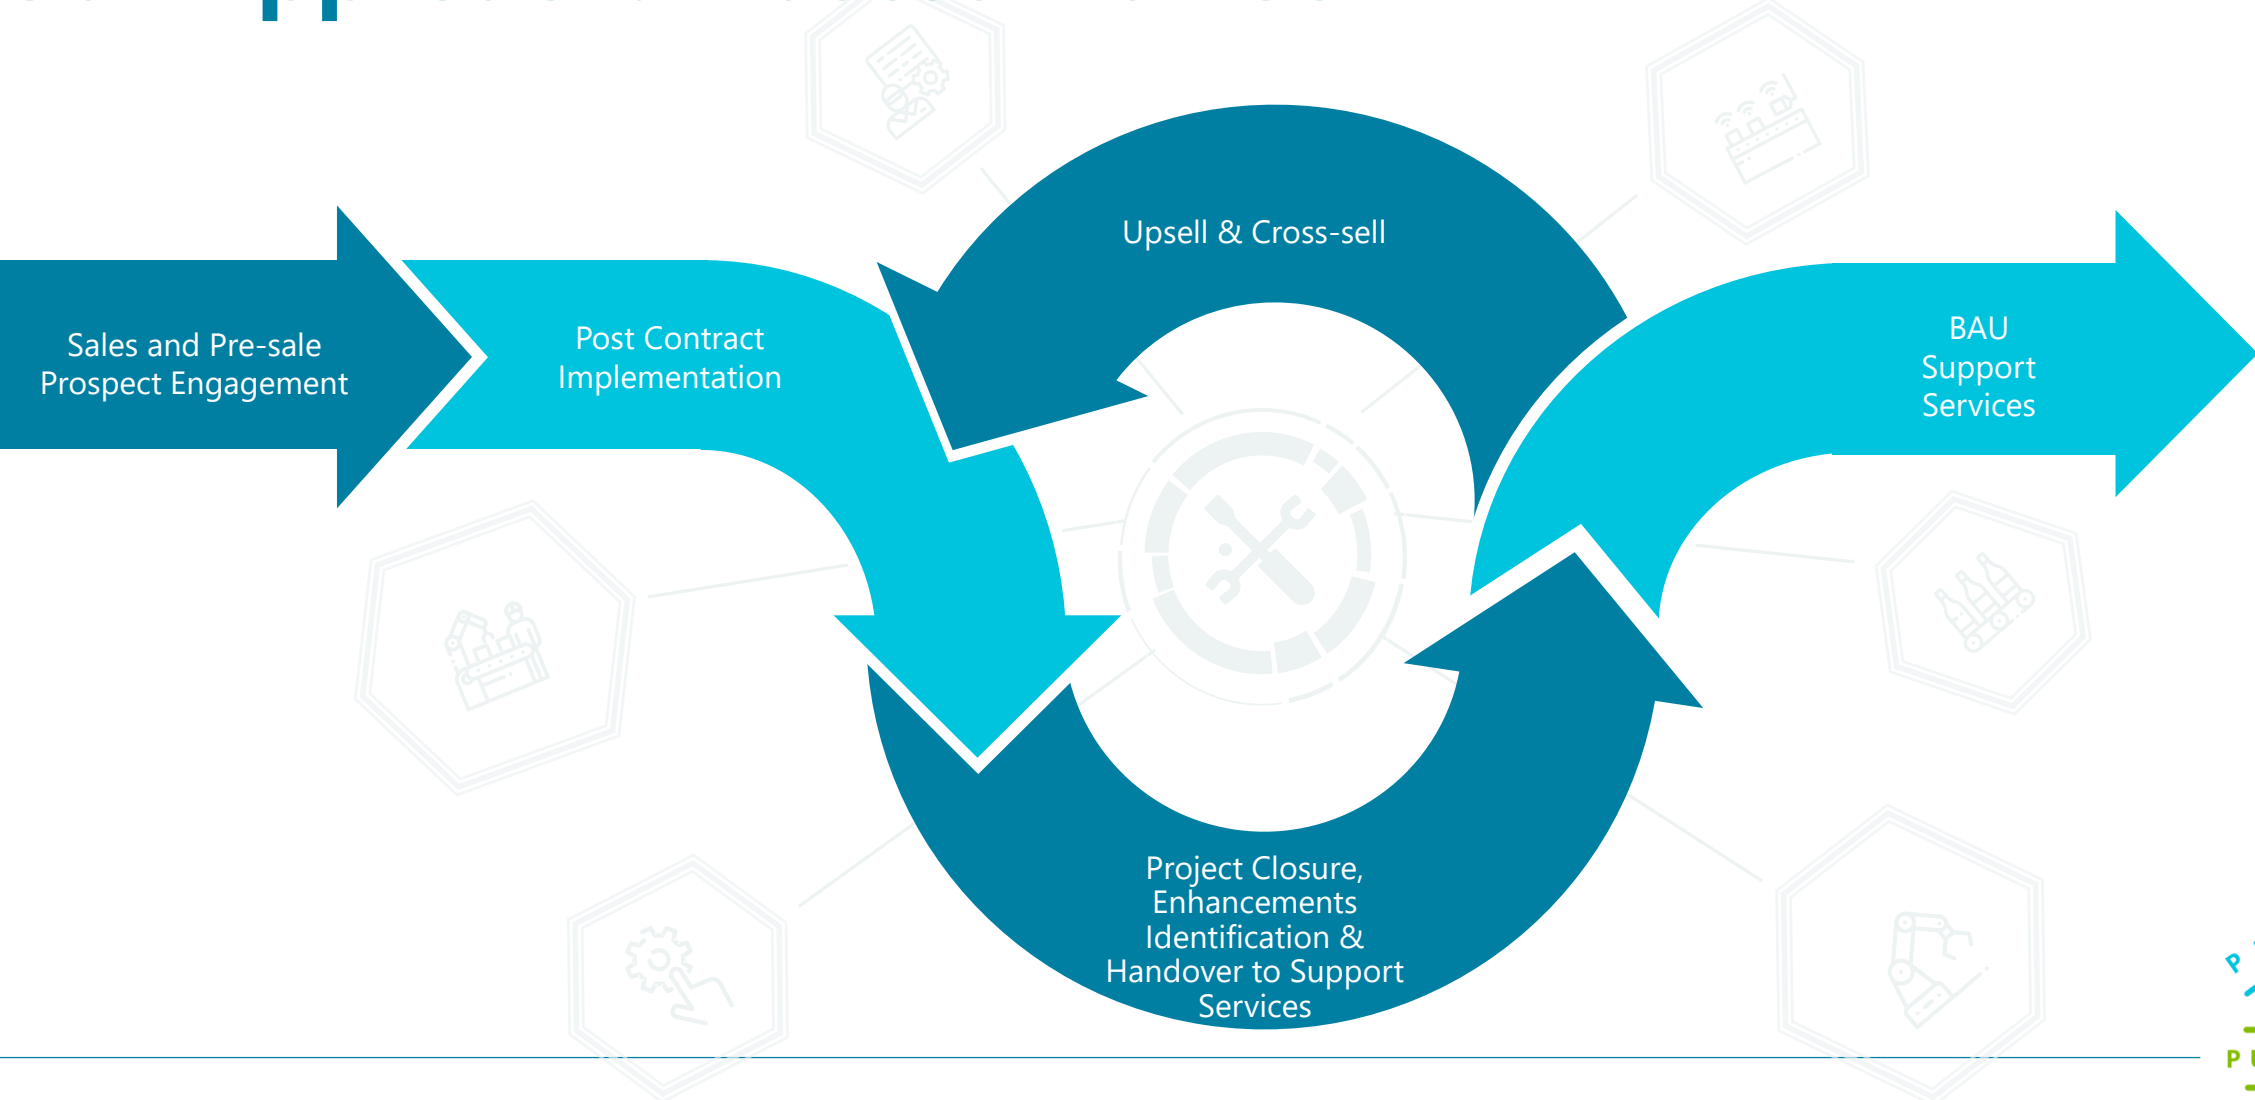 Upsell & Cross-sell
Sales and Pre-sale
Prospect Engagement
Post Contract
Implementation
BAU
Support
Services
Project Closure,
Enhancements
Identification &
Handover to Support
Services